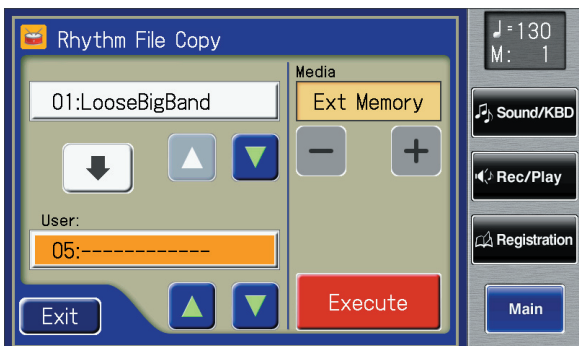 Rhythm File Copy
Media
01:LooseBigBand
Ext Memory
User:
05:------------
Exit
Execute
♩=130
M: 1
Sound/KBD
Rec/Play
Registration
Main